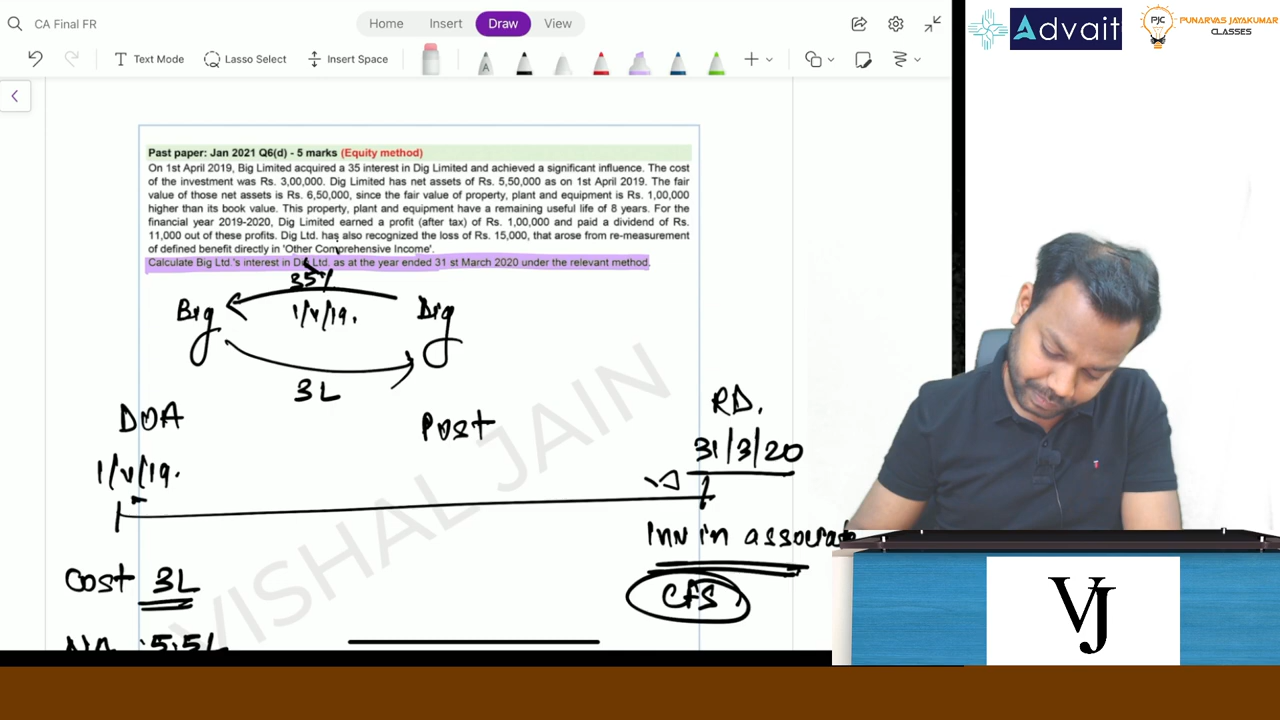 CA Final FR
Home Insert Draw View
Advait
PJC
PUNARVAS JAYAKUMAR
CLASSES
Text Mode Lasso Select Insert Space
A
Past paper: Jan 2021 Q6(d) - 5 marks (Equity method)
On 1st April 2019, Big Limited acquired a 35 interest in Dig Limited and achieved a significant influence. The cost
of the investment was Rs. 3,00,000. Dig Limited has net assets of Rs. 5,50,000 as on 1st April 2019. The fair
value of those net assets is Rs. 6,50,000, since the fair value of property, plant and equipment is Rs. 1,00,000
higher than its book value. This property, plant and equipment have a remaining useful life of 8 years. For the
financial year 2019-2020, Dig Limited earned a profit (after tax) of Rs. 1,00,000 and paid a dividend of Rs.
11,000 out of these profits. Dig Ltd. has also recognized the loss of Rs. 15,000, that arose from re-measurement
of defined benefit directly in 'Other Comprehensive Income'.
Calculate Big Ltd.'s interest in Dig Ltd. as at the year ended 31 st March 2020 under the relevant method.
35%
Big 1/4/19. Dig
3L
DOA Post RD.
1/4/19. 31/3/20
Inv in associate
Cost 3L CFS
NA 5.5L
VISHAL JAIN
VJ